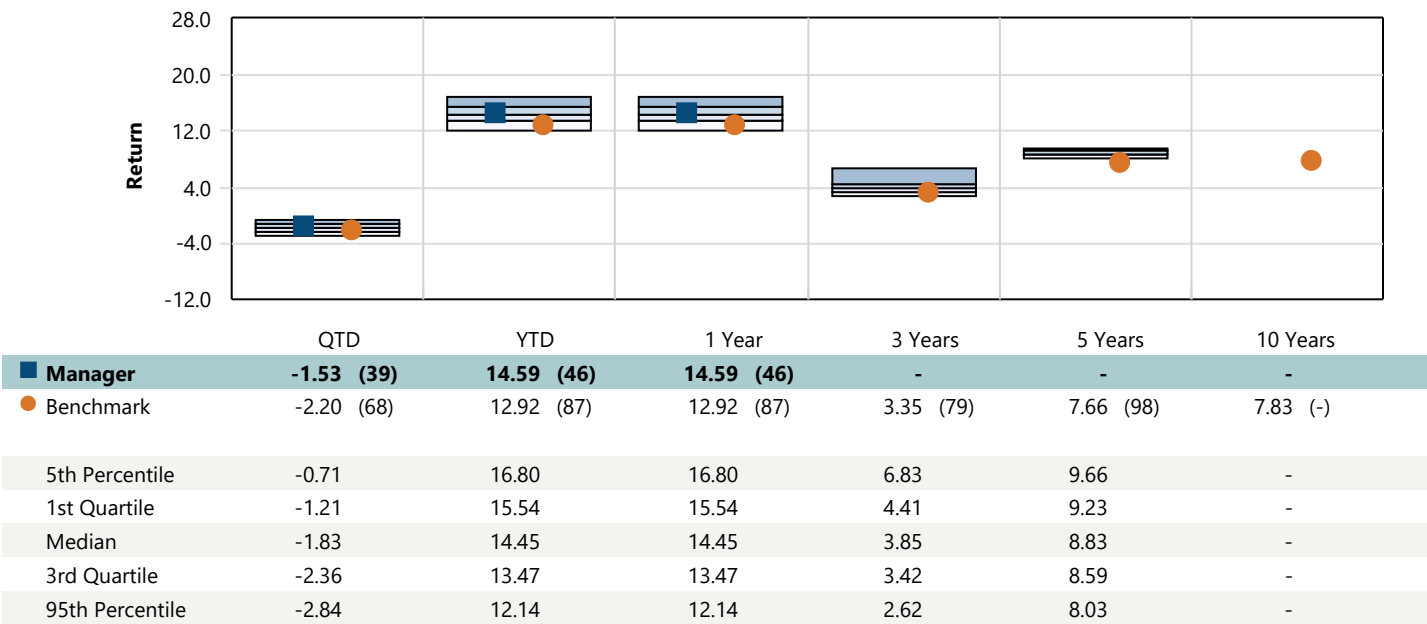 28.0
20.0
12.0
4.0
-4.0
-12.0
Return
QTD YTD 1 Year 3 Years 5 Years 10 Years
Manager -1.53 (39) 14.59 (46) 14.59 (46) - - -
Benchmark -2.20 (68) 12.92 (87) 12.92 (87) 3.35 (79) 7.66 (98) 7.83 (-)
5th Percentile -0.71 16.80 16.80 6.83 9.66 -
1st Quartile -1.21 15.54 15.54 4.41 9.23 -
Median -1.83 14.45 14.45 3.85 8.83 -
3rd Quartile -2.36 13.47 13.47 3.42 8.59 -
95th Percentile -2.84 12.14 12.14 2.62 8.03 -